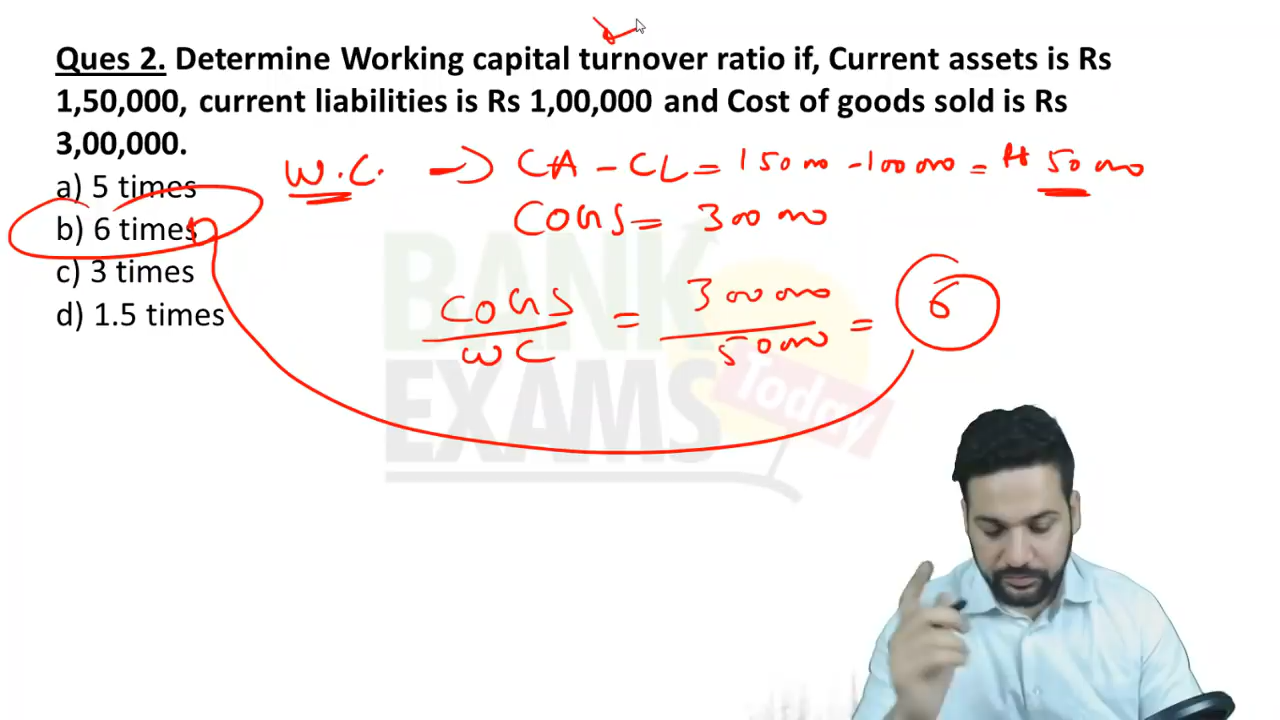 Ques 2. Determine Working capital turnover ratio if, Current assets is Rs
1,50,000, current liabilities is Rs 1,00,000 and Cost of goods sold is Rs
3,00,000.
W.C. → CA - CL = 150000 - 100000 = ₨ 50000
a) 5 times
COGS = 300000
b) 6 times
c) 3 times
COGS / WC = 300000 / 50000 = 6
d) 1.5 times
BANK
EXAMS
Today